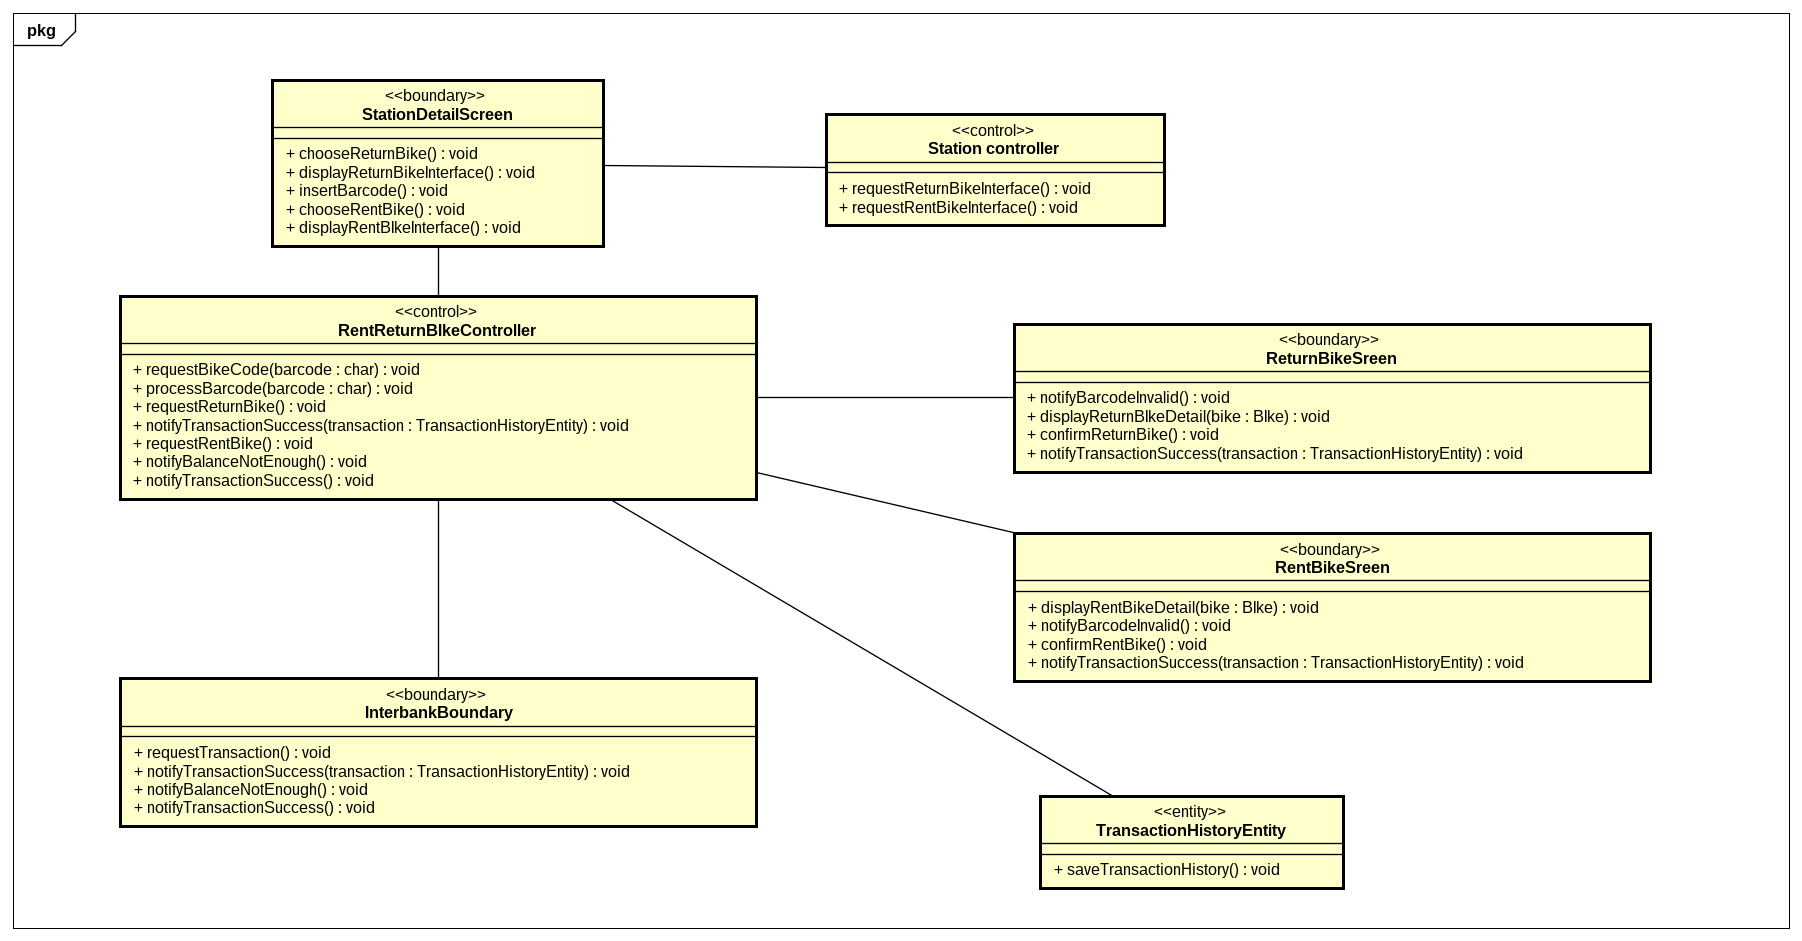 pkg
<<boundary>>
StationDetailScreen
+ chooseReturnBike() : void
+ displayReturnBikeInterface() : void
+ insertBarcode() : void
+ chooseRentBike() : void
+ displayRentBIkeInterface() : void
<<control>>
Station controller
+ requestReturnBikeInterface() : void
+ requestRentBikeInterface() : void
<<control>>
RentReturnBIkeController
+ requestBikeCode(barcode : char) : void
+ processBarcode(barcode : char) : void
+ requestReturnBike() : void
+ notifyTransactionSuccess(transaction : TransactionHistoryEntity) : void
+ requestRentBike() : void
+ notifyBalanceNotEnough() : void
+ notifyTransactionSuccess() : void
<<boundary>>
ReturnBikeSreen
+ notifyBarcodeInvalid() : void
+ displayReturnBIkeDetail(bike : BIke) : void
+ confirmReturnBike() : void
+ notifyTransactionSuccess(transaction : TransactionHistoryEntity) : void
<<boundary>>
RentBikeSreen
+ displayRentBikeDetail(bike : BIke) : void
+ notifyBarcodeInvalid() : void
+ confirmRentBike() : void
+ notifyTransactionSuccess(transaction : TransactionHistoryEntity) : void
<<boundary>>
InterbankBoundary
+ requestTransaction() : void
+ notifyTransactionSuccess(transaction : TransactionHistoryEntity) : void
+ notifyBalanceNotEnough() : void
+ notifyTransactionSuccess() : void
<<entity>>
TransactionHistoryEntity
+ saveTransactionHistory() : void